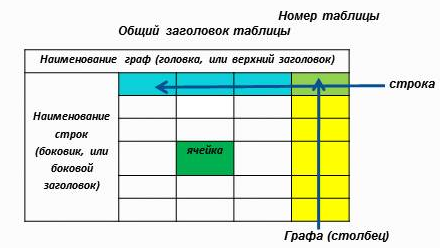 Номер таблицы
Общий заголовок таблицы
Наименование граф (головка, или верхний заголовок)
строка
Наименование
строк
(боковик, или
боковой
заголовок)
ячейка
Графа (столбец)